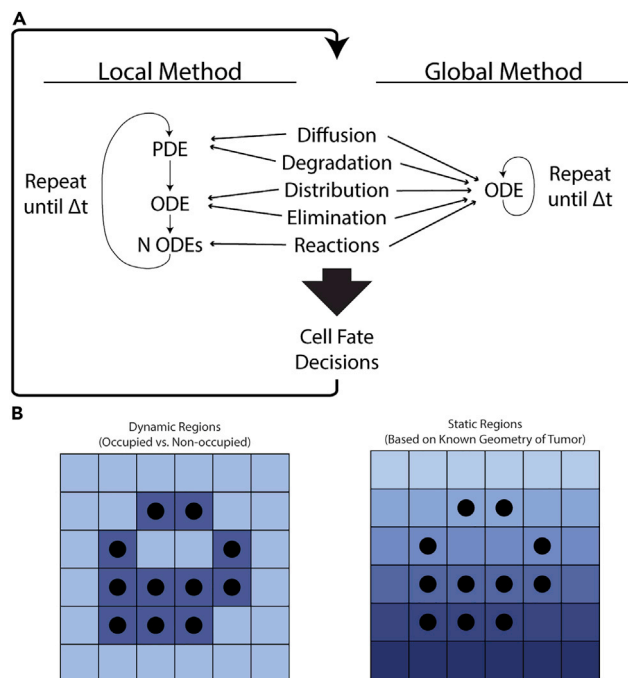 A
Local Method
Global Method
Diffusion
PDE
Degradation
Repeat
until Δt
Distribution
ODE
Repeat
until Δt
ODE
Elimination
N ODEs
Reactions
Cell Fate
Decisions
B
Dynamic Regions
(Occupied vs. Non-occupied)
Static Regions
(Based on Known Geometry of Tumor)